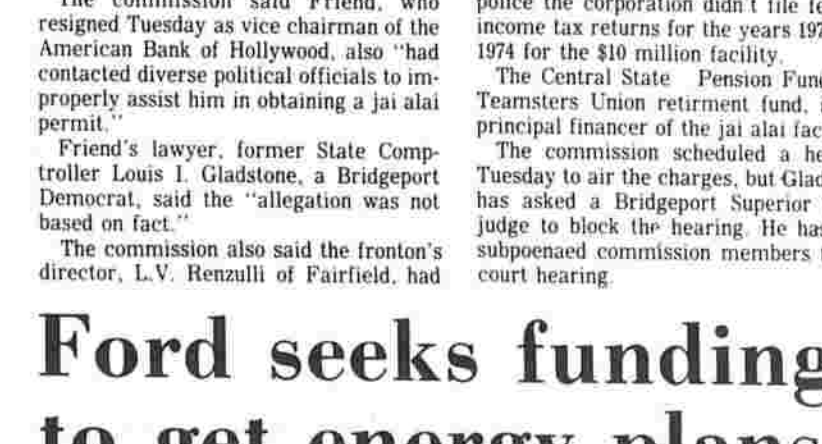 The commission said Friend, who
resigned Tuesday as vice chairman of the
American Bank of Hollywood, also "had
contacted diverse political officials to im-
properly assist him in obtaining a jai alai
permit."
Friend's lawyer, former State Comp-
troller Louis I. Gladstone, a Bridgeport
Democrat, said the "allegation was not
based on fact."
The commission also said the fronton's
director, L.V. Renzulli of Fairfield, had
police the corporation didn't file
income tax returns for the years
1974 for the $10 million facility.
The Central State Pension
Teamsters Union retirment fund,
principal financer of the jai alai
The commission scheduled a
Tuesday to air the charges, but
has asked a Bridgeport Superior
judge to block the hearing. He
subpoenaed commission members
court hearing.
Ford seeks funding
to get energy plans